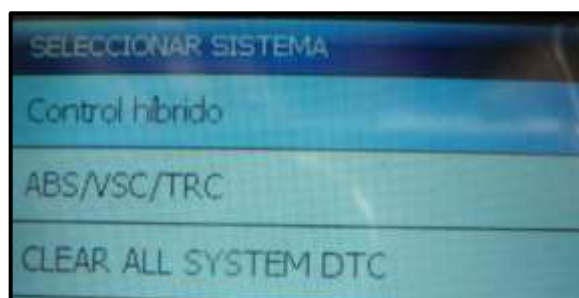 SELECCIONAR SISTEMA
Control híbrido
ABS/VSC/TRC
CLEAR ALL SYSTEM DTC